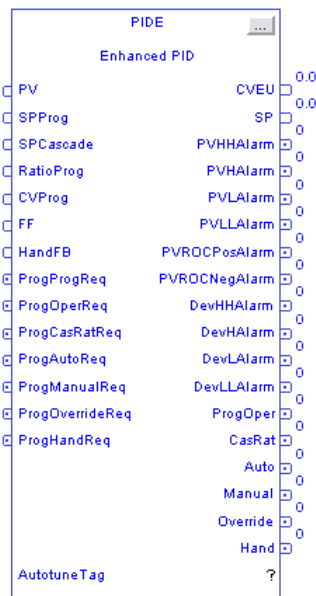 PIDE
...
Enhanced PID
0.0
PV CVEU
0.0
SPProg SP
0
SPCascade PVHHAlarm
0
RatioProg PVHAlarm
0
CVProg PVLAlarm
0
FF PVLLAlarm
0
HandFB PVROCPosAlarm
0
ProgProgReq PVROCNegAlarm
0
ProgOperReq DevHHAlarm
0
ProgCasRatReq DevHAlarm
0
ProgAutoReq DevLAlarm
0
ProgManualReq DevLLAlarm
0
ProgOverrideReq ProgOper
0
ProgHandReq CasRat
0
Auto
0
Manual
0
Override
0
Hand
AutotuneTag ?